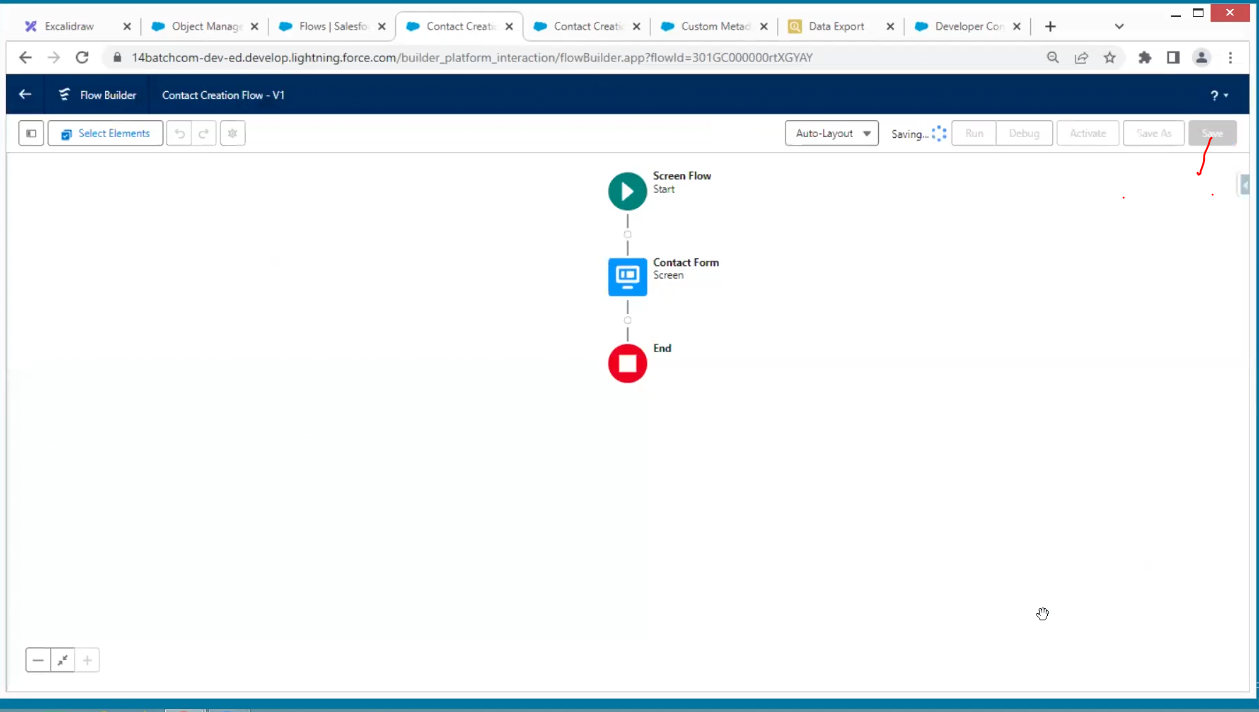 Excalidraw
Object Manage
Flows | Salesfo
Contact Creati
Contact Creati
Custom Metad
Data Export
Developer Con
14batchcom-dev-ed.develop.lightning.force.com/builder_platform_interaction/flowBuilder.app?flowId=301GC000000rtXGYAY
Flow Builder
Contact Creation Flow - V1
?
Select Elements
Auto-Layout
Saving...
Run
Debug
Activate
Save As
Save
Screen Flow
Start
Contact Form
Screen
End